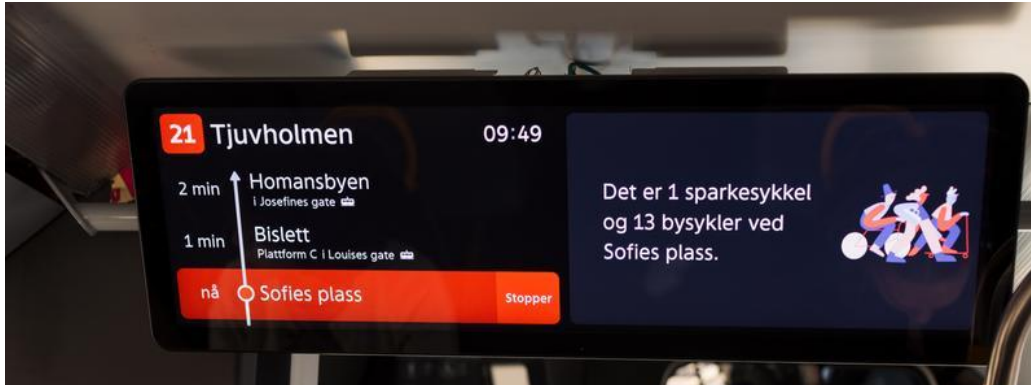 21 Tjuvholmen 09:49
2 min Homansbyen
i Josefines gate
1 min Bislett
Plattform C i Louises gate
nå Sofies plass Stopper
Det er 1 sparkesykkel
og 13 bysykler ved
Sofies plass.